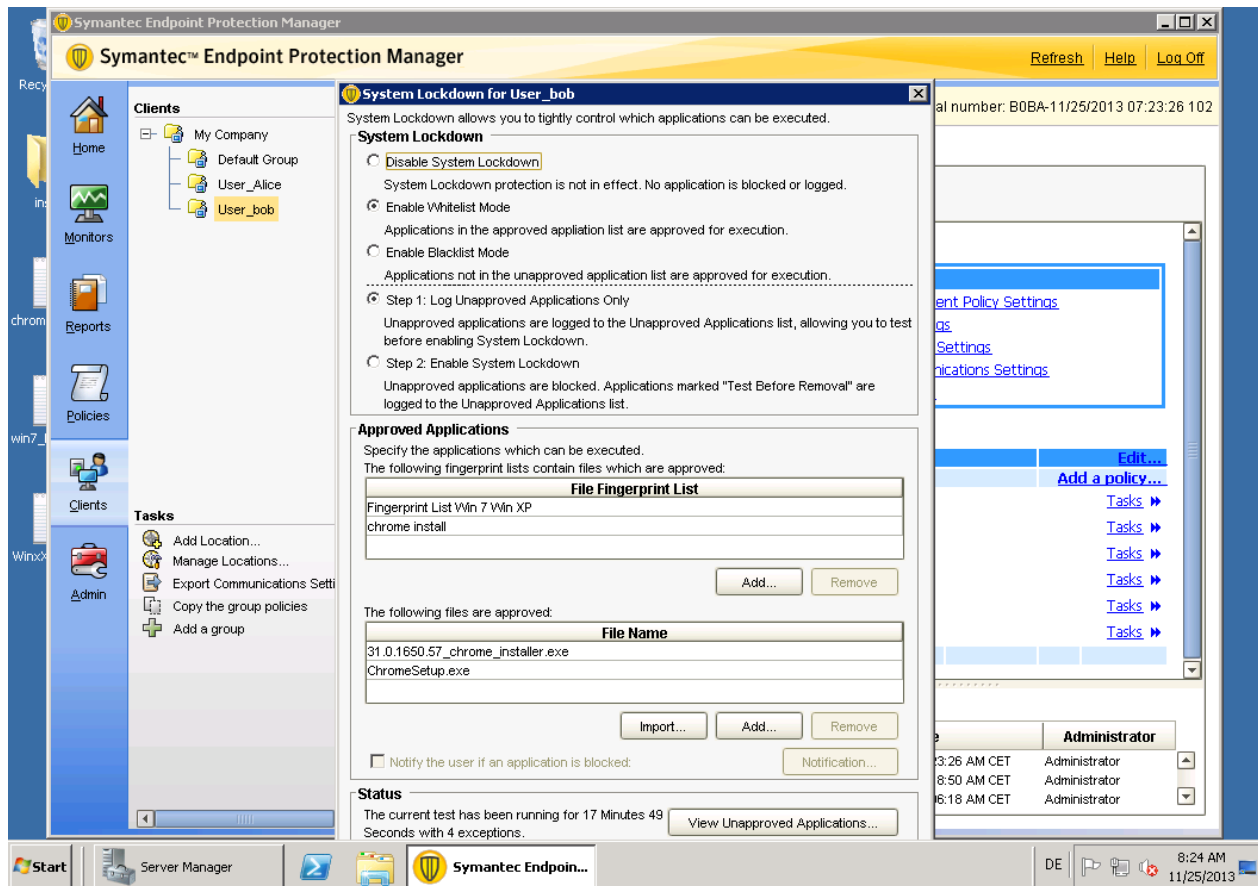 Symantec Endpoint Protection Manager
Symantec™ Endpoint Protection Manager
Refresh
Help
Log Off
Home
Monitors
Reports
Policies
Clients
Admin
Clients
My Company
Default Group
User_Alice
User_bob
Tasks
Add Location...
Manage Locations...
Export Communications Setti
Copy the group policies
Add a group
System Lockdown for User_bob
System Lockdown allows you to tightly control which applications can be executed.
System Lockdown
Disable System Lockdown
System Lockdown protection is not in effect. No application is blocked or logged.
Enable Whitelist Mode
Applications in the approved appliation list are approved for execution.
Enable Blacklist Mode
Applications not in the unapproved application list are approved for execution.
Step 1: Log Unapproved Applications Only
Unapproved applications are logged to the Unapproved Applications list, allowing you to test
before enabling System Lockdown.
Step 2: Enable System Lockdown
Unapproved applications are blocked. Applications marked "Test Before Removal" are
logged to the Unapproved Applications list.
Approved Applications
Specify the applications which can be executed.
The following fingerprint lists contain files which are approved:
File Fingerprint List
Fingerprint List Win 7 Win XP
chrome install
Add...
Remove
The following files are approved:
File Name
31.0.1650.57_chrome_installer.exe
ChromeSetup.exe
Import...
Add...
Remove
Notify the user if an application is blocked:
Notification...
Status
The current test has been running for 17 Minutes 49
Seconds with 4 exceptions.
View Unapproved Applications...
al number: B0BA-11/25/2013 07:23:26 102
ent Policy Settings
gs
Settings
nications Settings
Edit...
Add a policy...
Tasks
Tasks
Tasks
Tasks
Tasks
Tasks
Administrator
3:26 AM CET
Administrator
8:50 AM CET
Administrator
6:18 AM CET
Administrator
Recy
in
chrom
win7_
WinxX
Start
Server Manager
Symantec Endpoin...
DE
8:24 AM
11/25/2013